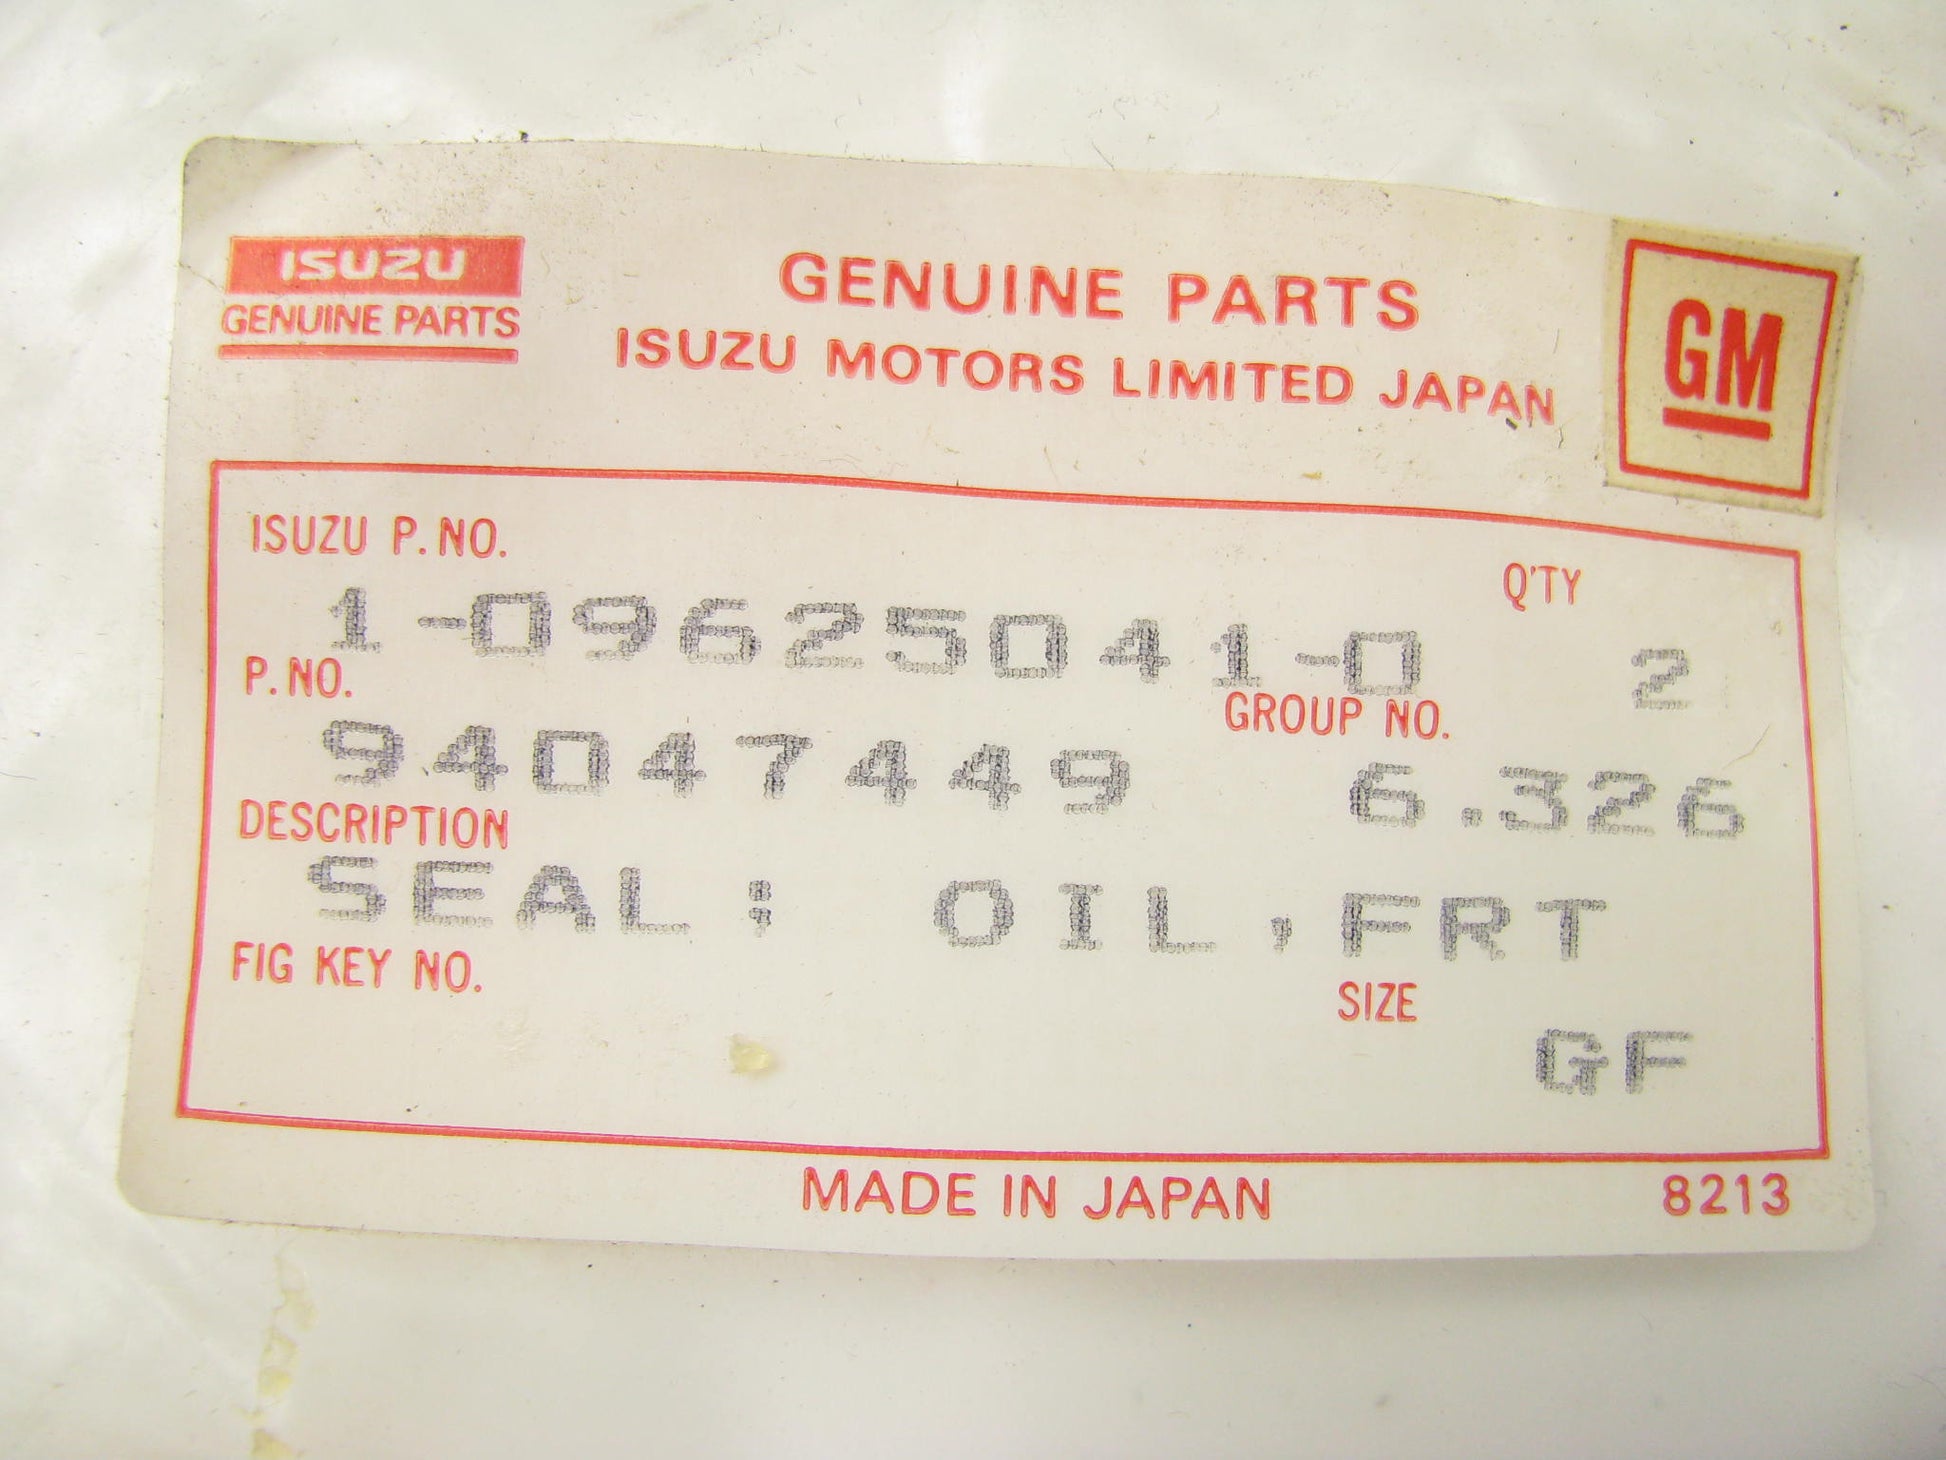 ISUZU
GENUINE PARTS
GENUINE PARTS
ISUZU MOTORS LIMITED JAPAN
GM
ISUZU P. NO.
Q'TY
1-09625041-0
2
P. NO.
GROUP NO.
94047449
6.326
DESCRIPTION
SEAL; OIL,FRT
FIG KEY NO.
SIZE
GF
MADE IN JAPAN
8213